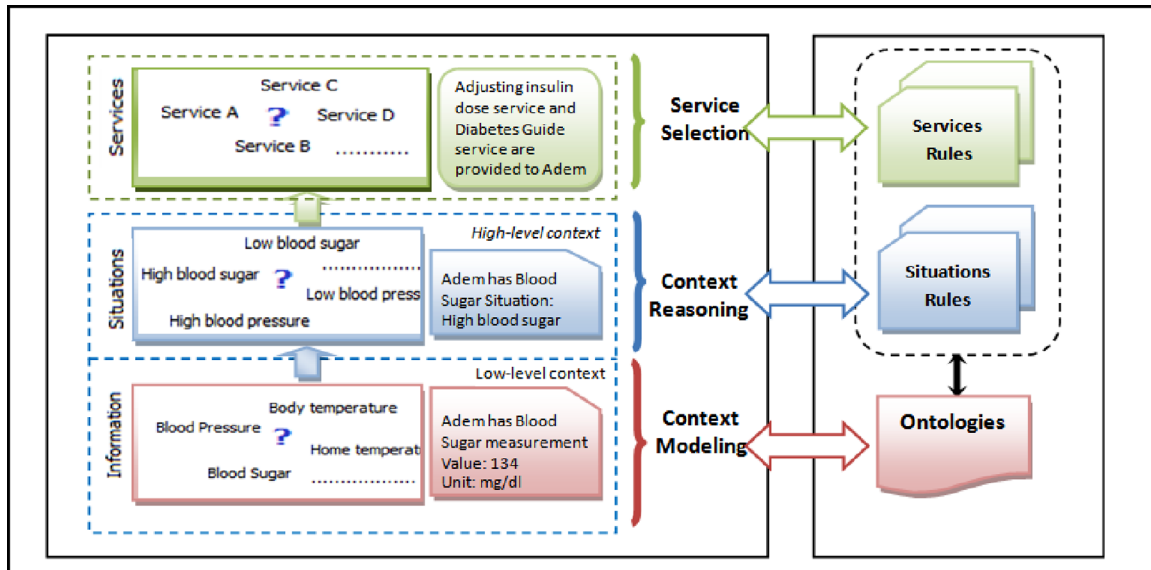 Services
Service C
Service A
?
Service D
Service B
...........
Adjusting insulin
dose service and
Diabetes Guide
service are
provided to Adem
Service
Selection
Services
Rules
Situations
High-level context
Low blood sugar
...................
High blood sugar
?
Low blood press
High blood pressure
Adem has Blood
Sugar Situation:
High blood sugar
Context
Reasoning
Situations
Rules
Information
Low-level context
Body temperature
Blood Pressure
?
Home temperat
Blood Sugar
...................
Adem has Blood
Sugar measurement
Value: 134
Unit: mg/dl
Context
Modeling
Ontologies